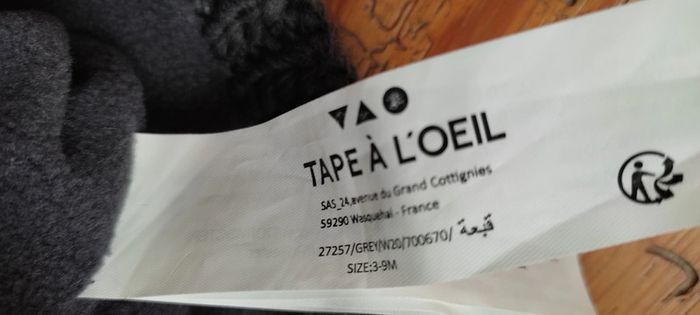 TAPE À L'OEIL
SAS_24,avenue du Grand Cottignies
59290 Wasquehal - France
27257/GREY/W20/700670/ قبعة
SIZE:3-9M